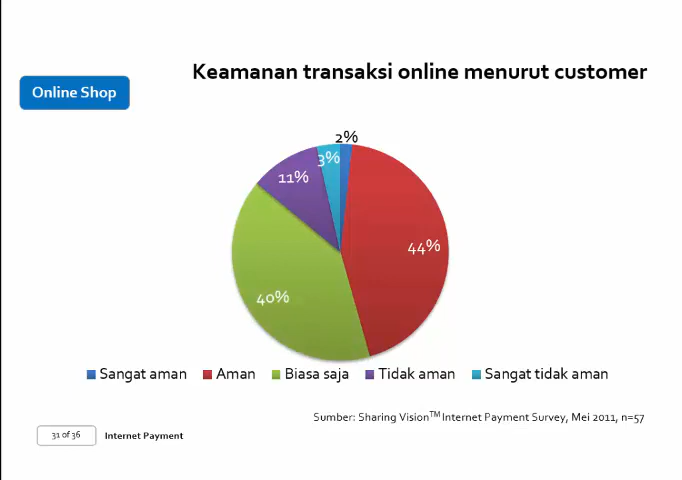 Keamanan transaksi online menurut customer
Online Shop
2%
3%
11%
44%
40%
Sangat aman Aman Biasa saja Tidak aman Sangat tidak aman
Sumber: Sharing Vision™ Internet Payment Survey, Mei 2011, n=57
31 of 36 Internet Payment